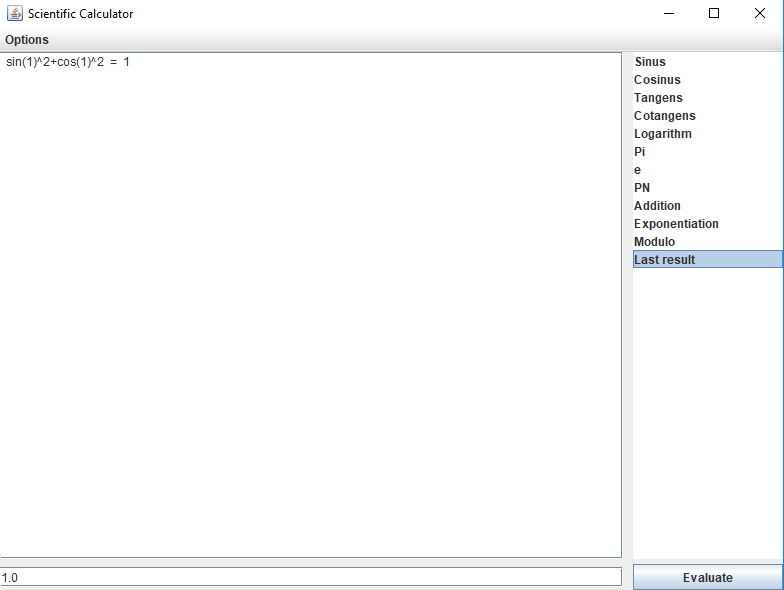 Scientific Calculator
Options
sin(1)^2+cos(1)^2 = 1
Sinus
Cosinus
Tangens
Cotangens
Logarithm
Pi
e
PN
Addition
Exponentiation
Modulo
Last result
1.0
Evaluate